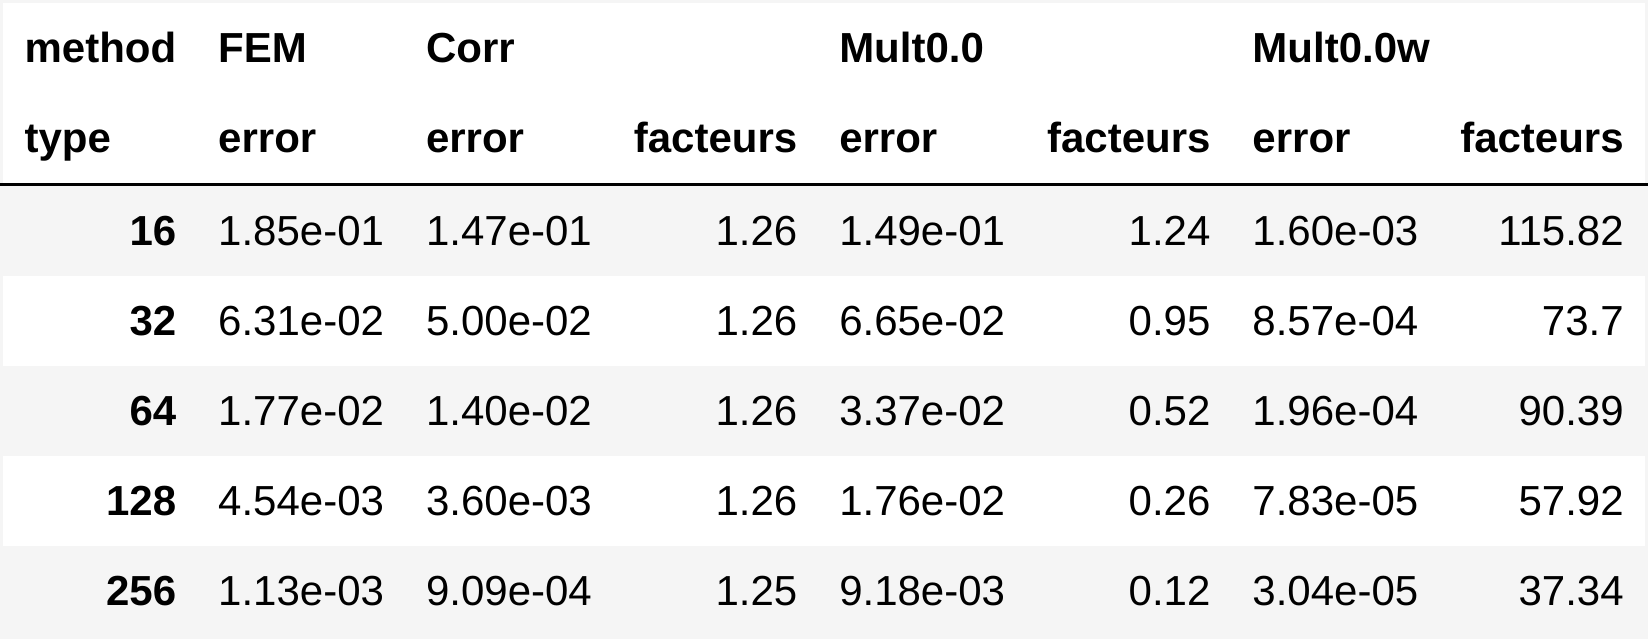 method FEM Corr Mult0.0 Mult0.0w
type error error facteurs error facteurs error facteurs
16 1.85e-01 1.47e-01 1.26 1.49e-01 1.24 1.60e-03 115.82
32 6.31e-02 5.00e-02 1.26 6.65e-02 0.95 8.57e-04 73.7
64 1.77e-02 1.40e-02 1.26 3.37e-02 0.52 1.96e-04 90.39
128 4.54e-03 3.60e-03 1.26 1.76e-02 0.26 7.83e-05 57.92
256 1.13e-03 9.09e-04 1.25 9.18e-03 0.12 3.04e-05 37.34